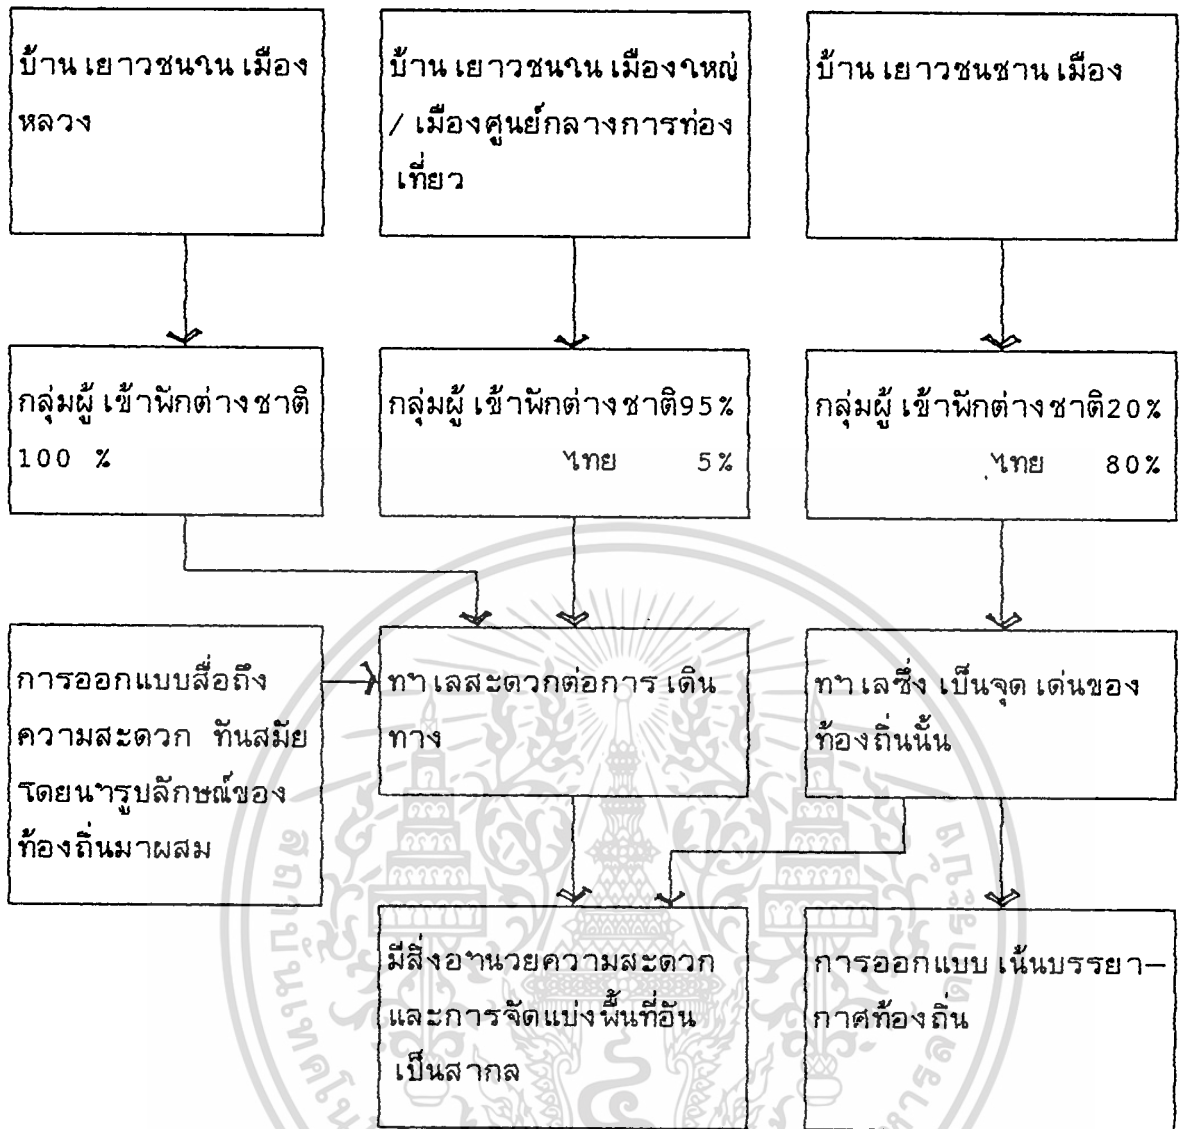 บ้านเยาวชนในเมือง
หลวง
บ้านเยาวชนในเมืองใหญ่
/ เมืองศูนย์กลางการท่อง
เที่ยว
บ้านเยาวชนชานเมือง
กลุ่มผู้เข้าพักต่างชาติ
100 %
กลุ่มผู้เข้าพักต่างชาติ95%
ไทย 5%
กลุ่มผู้เข้าพักต่างชาติ20%
ไทย 80%
การออกแบบสื่อถึง
ความสะดวก ทันสมัย
โดยนำรูปลักษณ์ของ
ท้องถิ่นมาผสม
ทำเลสะดวกต่อการเดิน
ทาง
ทำเลซึ่งเป็นจุดเด่นของ
ท้องถิ่นนั้น
มีสิ่งอำนวยความสะดวก
และการจัดแบ่งพื้นที่อัน
เป็นสากล
การออกแบบเน้นบรรยา-
กาศท้องถิ่น